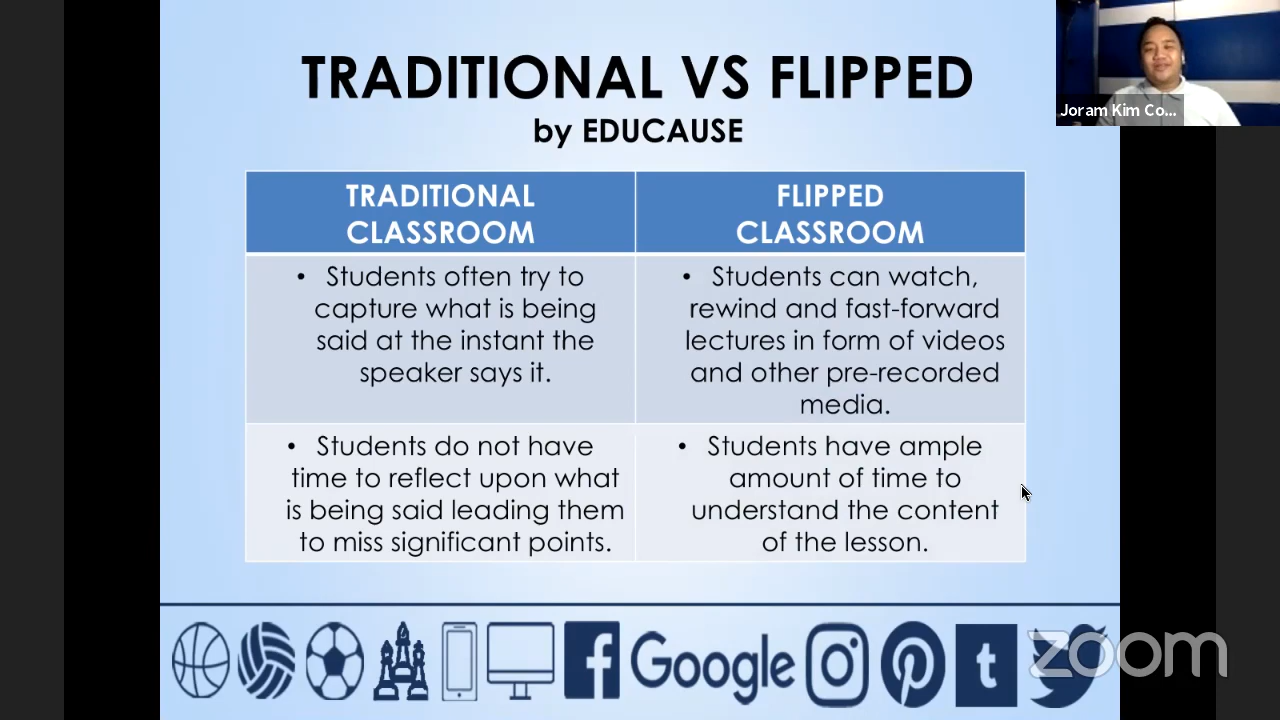 TRADITIONAL VS FLIPPED
by EDUCAUSE
Joram Kim Co...
TRADITIONAL
CLASSROOM
FLIPPED
CLASSROOM
• Students often try to
capture what is being
said at the instant the
speaker says it.
• Students can watch,
rewind and fast-forward
lectures in form of videos
and other pre-recorded
media.
• Students do not have
time to reflect upon what
is being said leading them
to miss significant points.
• Students have ample
amount of time to
understand the content
of the lesson.
Google
zoom